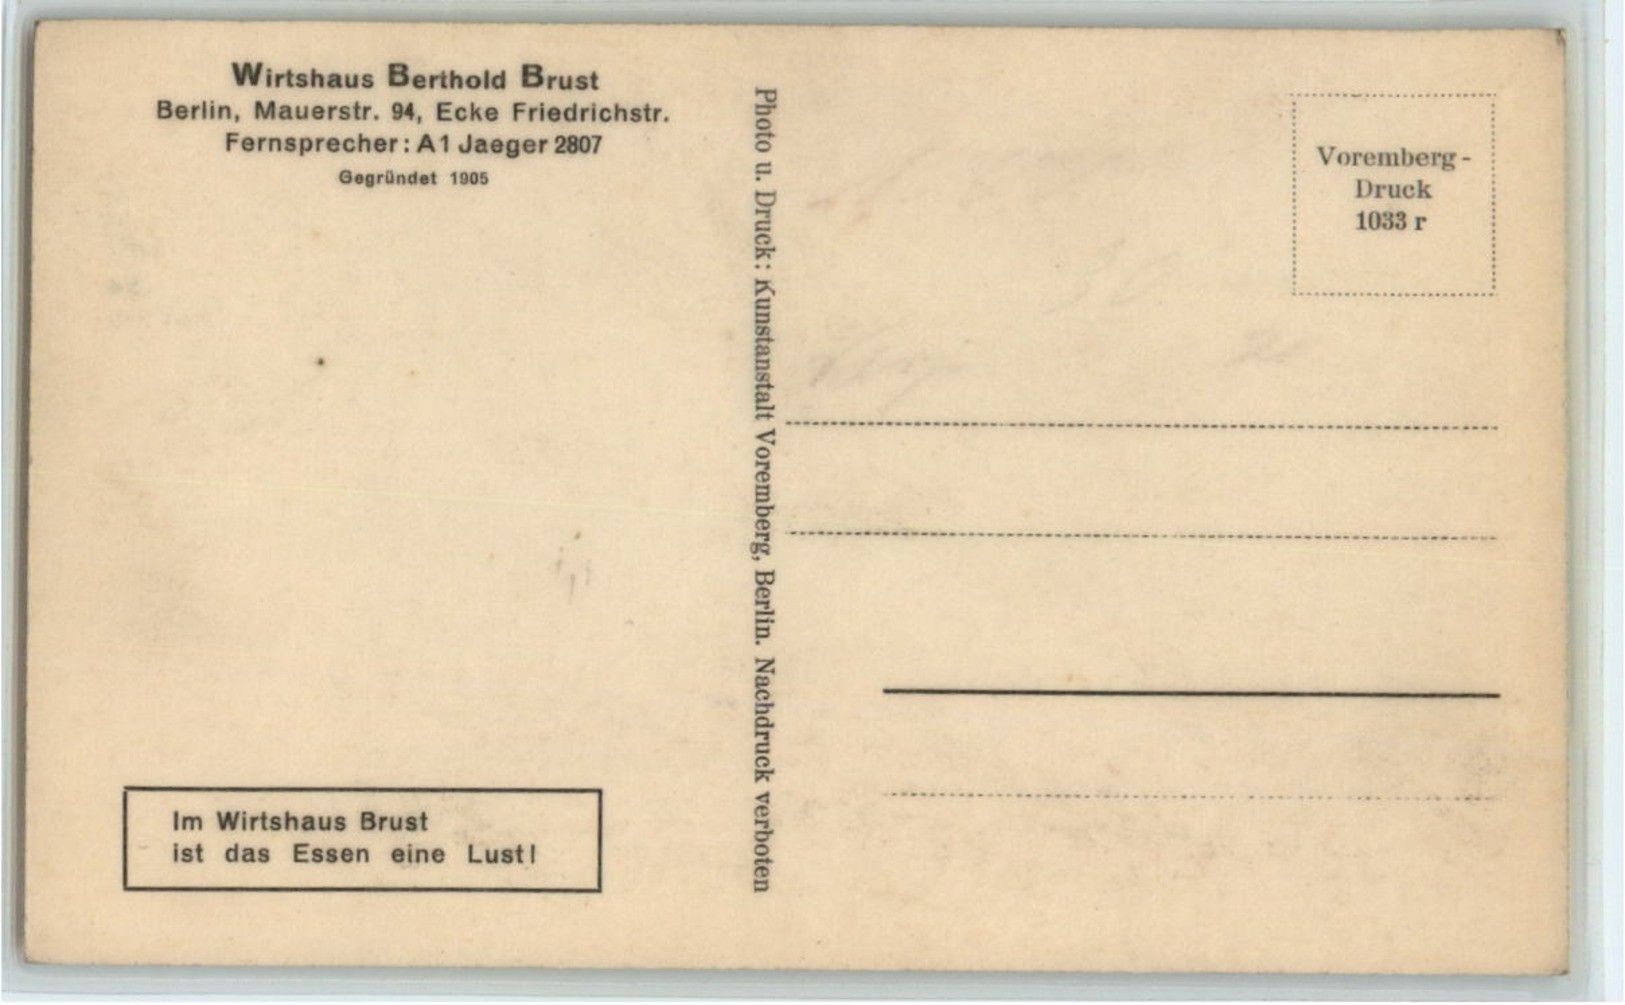 Wirtshaus Berthold Brust
Berlin, Mauerstr. 94, Ecke Friedrichstr.
Fernsprecher: A1 Jaeger 2807
Gegründet 1905
Im Wirtshaus Brust
ist das Essen eine Lust!
Photo u. Druck: Kunstanstalt Voremberg, Berlin. Nachdruck verboten
Voremberg-
Druck
1033 r